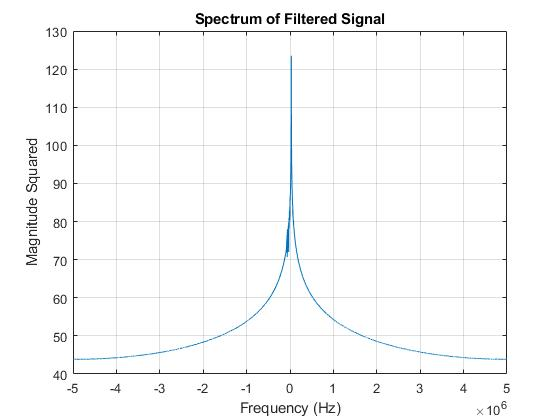 Spectrum of Filtered Signal
130
120
110
100
90
80
70
60
50
40
Magnitude Squared
-5 -4 -3 -2 -1 0 1 2 3 4 5
Frequency (Hz)
×10^6